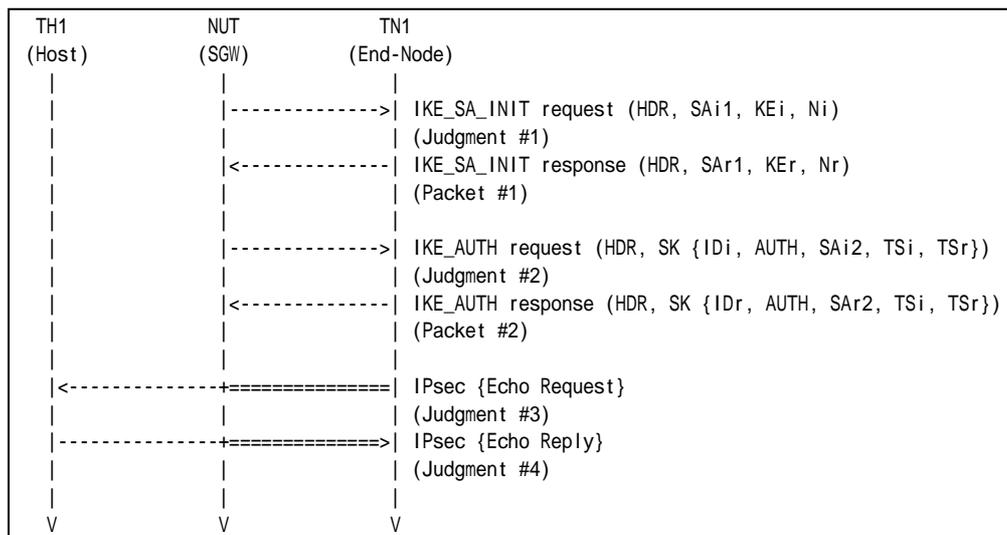 TH1 NUT TN1
(Host) (SGW) (End-Node)
| | |
| |-------------->| IKE_SA_INIT request (HDR, SAi1, KEi, Ni)
| | | (Judgment #1)
| |<--------------| IKE_SA_INIT response (HDR, SAr1, KEr, Nr)
| | | (Packet #1)
| | |
| |-------------->| IKE_AUTH request (HDR, SK {IDi, AUTH, SAi2, TSi, TSr})
| | | (Judgment #2)
| |<--------------| IKE_AUTH response (HDR, SK {IDr, AUTH, SAr2, TSi, TSr})
| | | (Packet #2)
| | |
|<--------------+===============| IPsec {Echo Request}
| | | (Judgment #3)
|---------------+==============>| IPsec {Echo Reply}
| | | (Judgment #4)
| | |
V V V